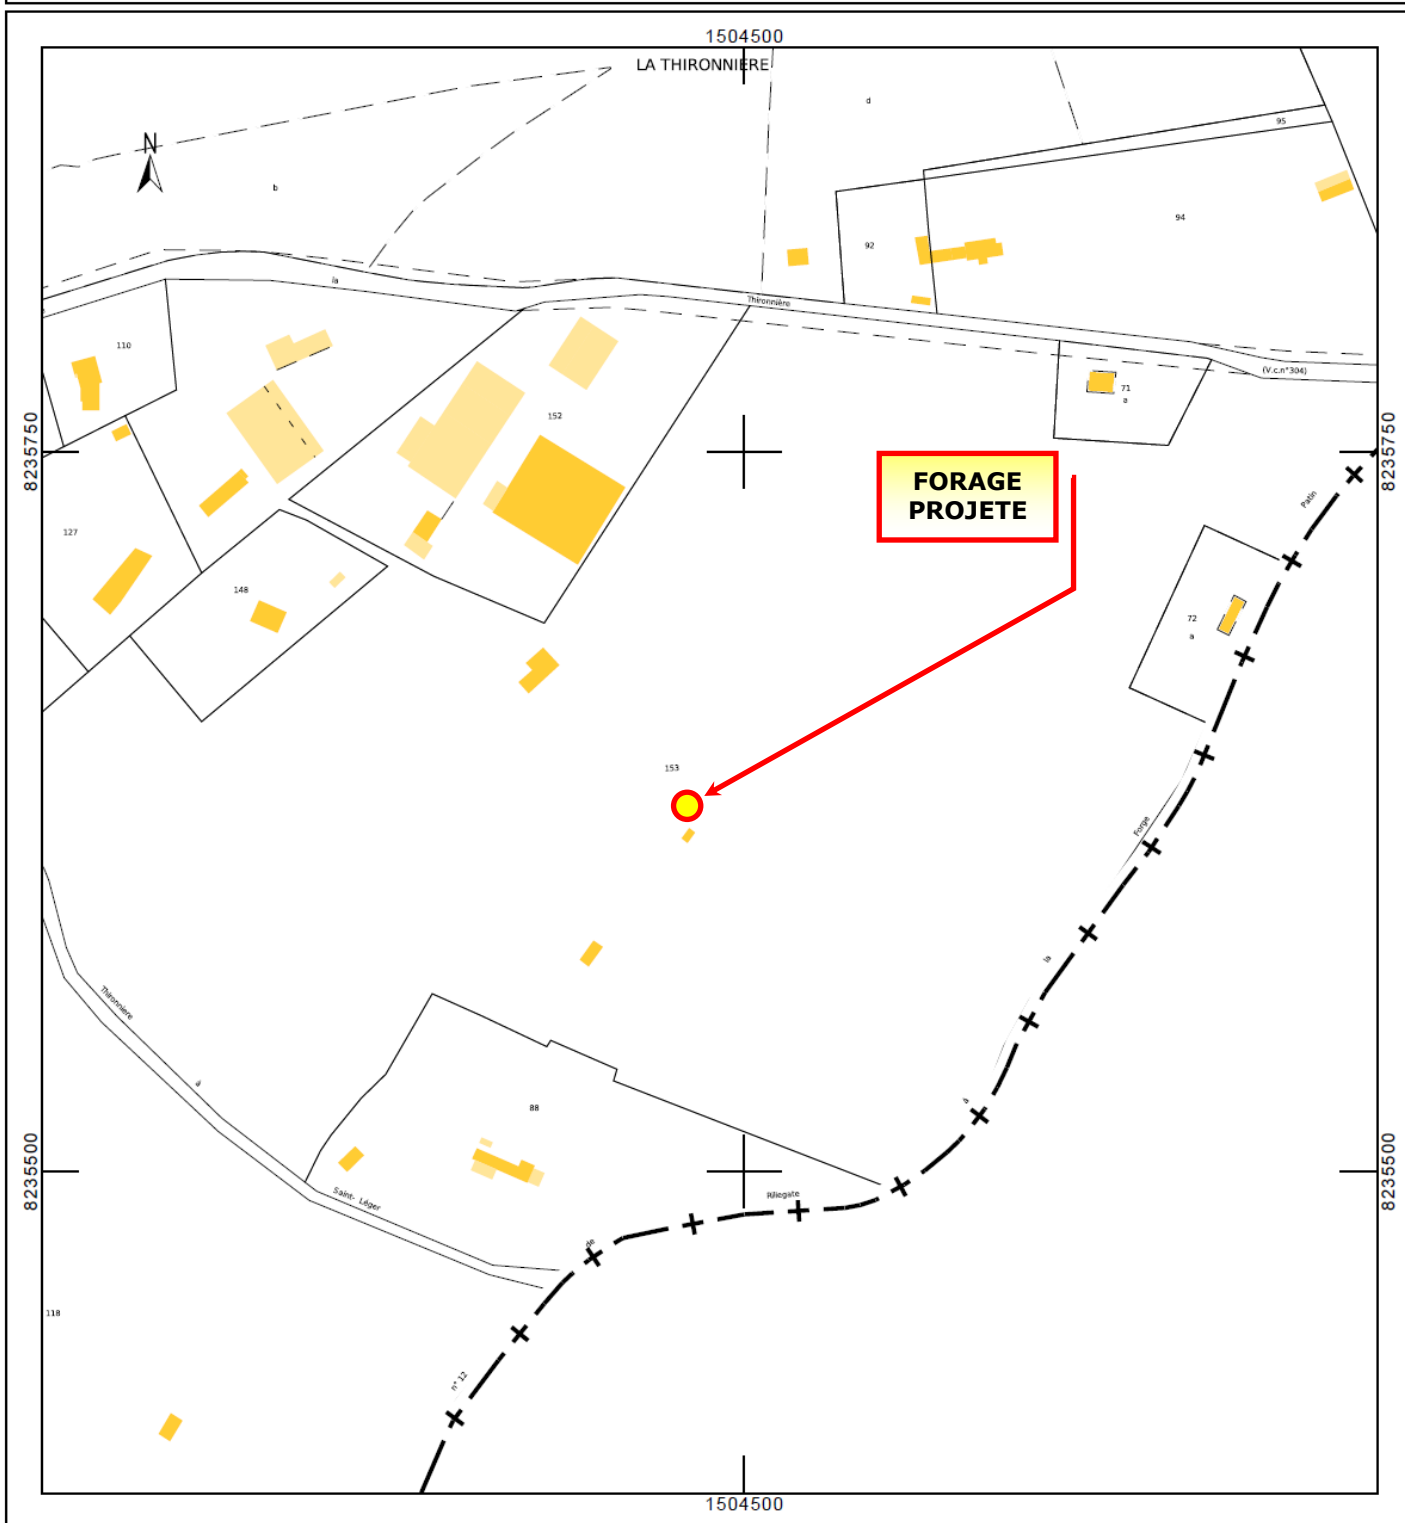 1504500
LA THIRONNIERE
d
95
N
b
94
92
la
Thironnière
110
(V.c.n°304)
71
a
152
8235750
8235750
FORAGE
PROJETE
Patin
127
148
72
a
153
Forge
la
Thironniere
à
à
88
8235500
8235500
Saint- Léger
Rillegate
de
118
n° 12
1504500